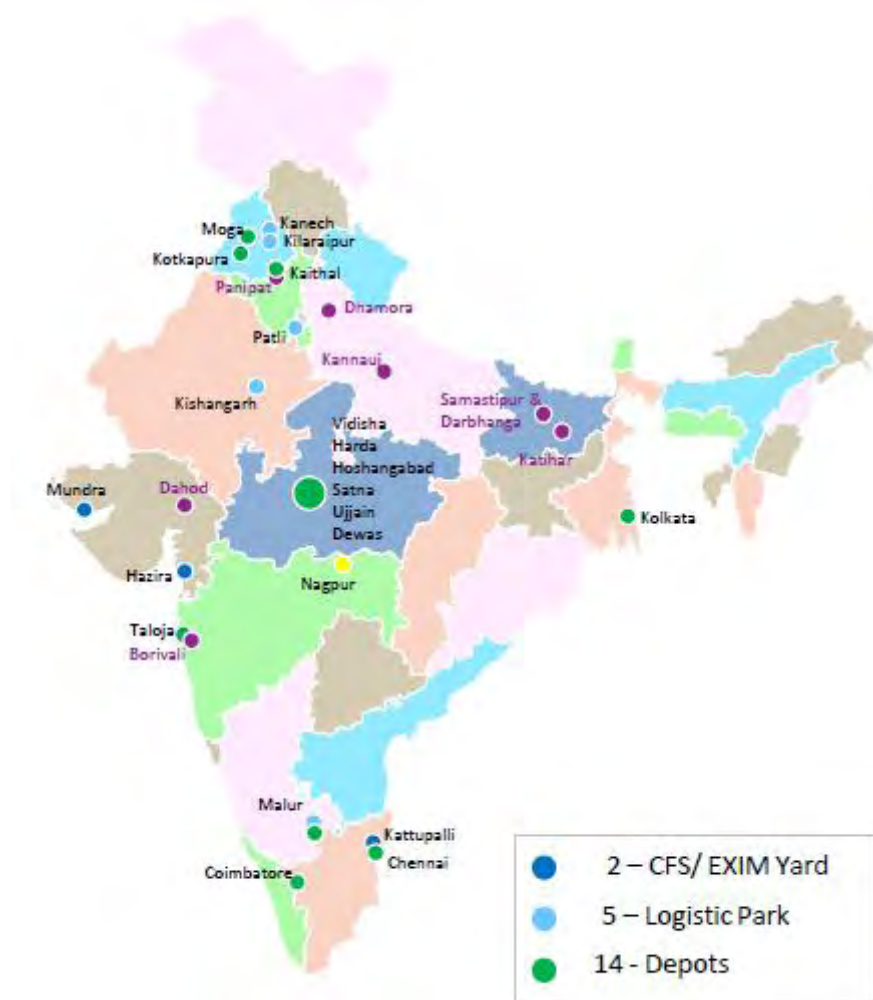 Kanech
Moga
Kilaraipur
Kotkapura
Kaithal
Panipat
Dhamora
Patli
Kannauj
Kishangarh
Samastipur &
Darbhanga
Vidisha
Harda
Hoshangabad
Satna
Ujjain
Dewas
Katihar
Mundra
Dahod
Kolkata
Hazira
Nagpur
Taloja
Borivali
Malur
Kattupalli
Chennai
Coimbatore
2 – CFS/ EXIM Yard
5 – Logistic Park
14 - Depots